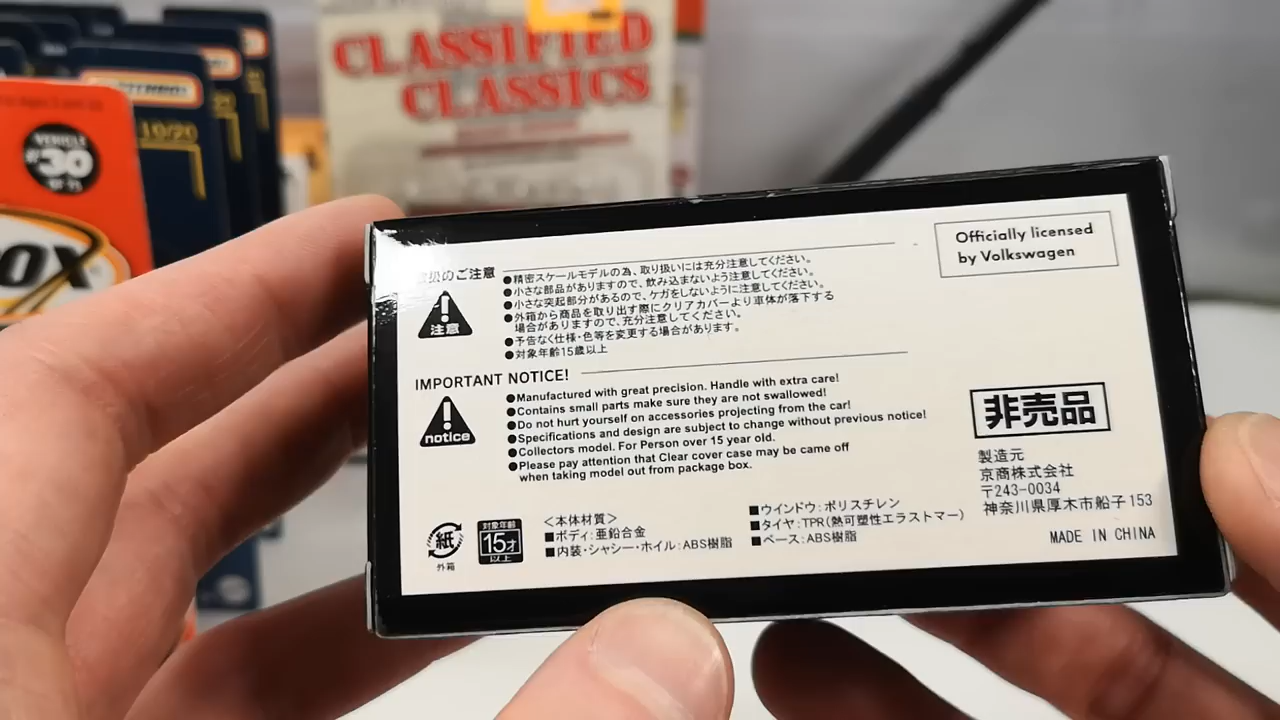 CLASSIFIED
CLASSICS
10/20
VEHICLE
#30
OX
Officially licensed
by Volkswagen
扱のご注意
注意
●精密スケールモデルの為、取り扱いには充分注意してください。
●小さな部品がありますので、飲み込まないよう注意してください。
●小さな突起部分があるので、ケガをしないように注意してください。
●外箱から商品を取り出す際にクリアカバーより車体が落下する
場合がありますので、充分注意してください。
●予告なく仕様・色等を変更する場合があります。
●対象年齢15歳以上
IMPORTANT NOTICE!
notice
●Manufactured with great precision. Handle with extra care!
●Contains small parts make sure they are not swallowed!
●Do not hurt yourself on accessories projecting from the car!
●Specifications and design are subject to change without previous notice!
●Collectors model. For Person over 15 year old.
●Please pay attention that Clear cover case may be came off
when taking model out from package box.
非売品
製造元
京商株式会社
〒243-0034
神奈川県厚木市船子153
MADE IN CHINA
紙
外箱
対象年齢
15才
以上
<本体材質>
■ボディ:亜鉛合金
■内装・シャシー・ホイル:ABS樹脂
■ウインドウ:ポリスチレン
■タイヤ:TPR(熱可塑性エラストマー)
■ベース:ABS樹脂